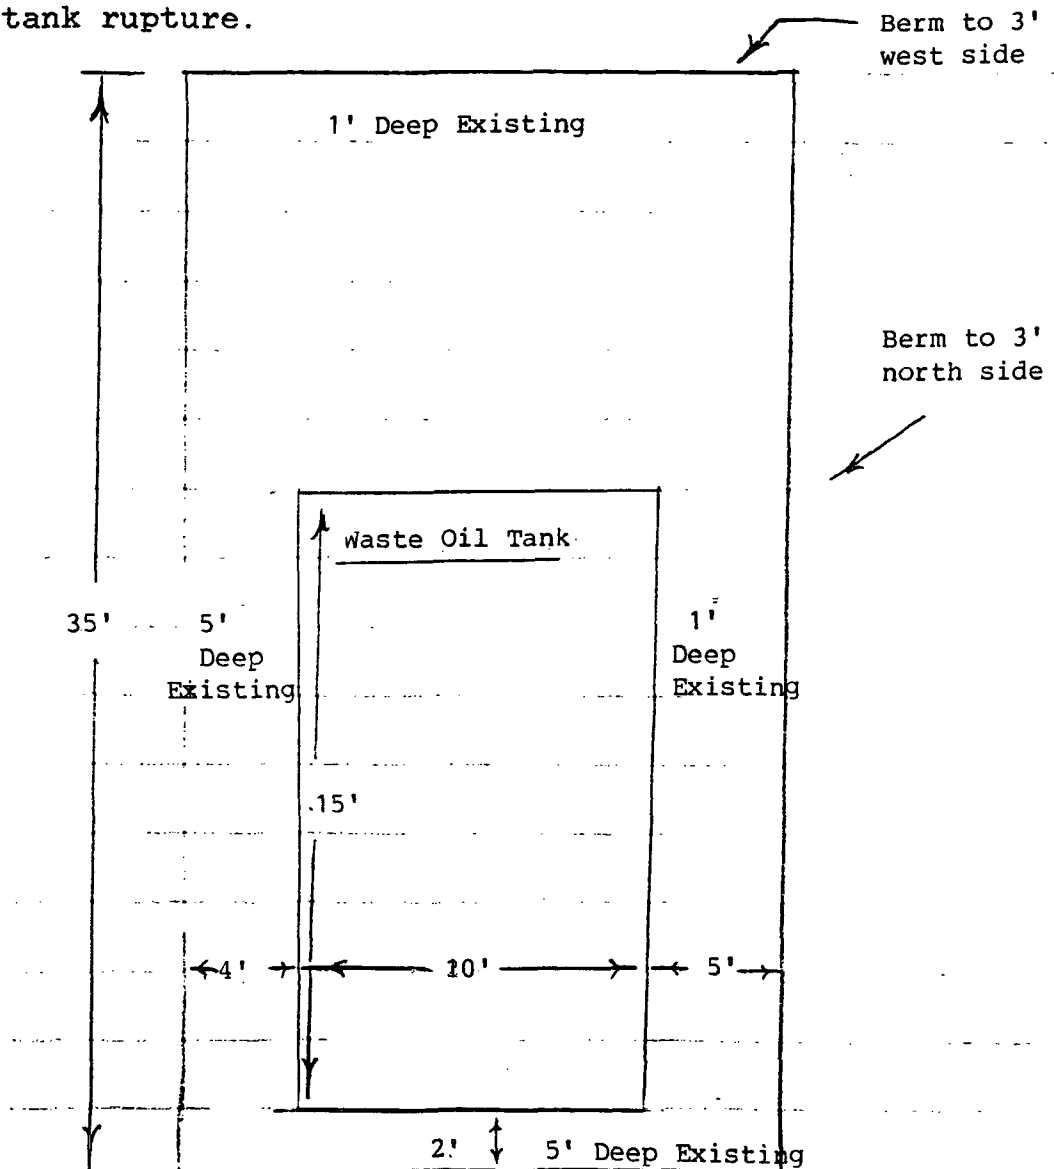 tank rupture.
Berm to 3'
west side
1' Deep Existing
Berm to 3'
north side
Waste Oil Tank
35'
5'
Deep
Existing
1'
Deep
Existing
15'
4'
10'
5'
2'
5' Deep Existing